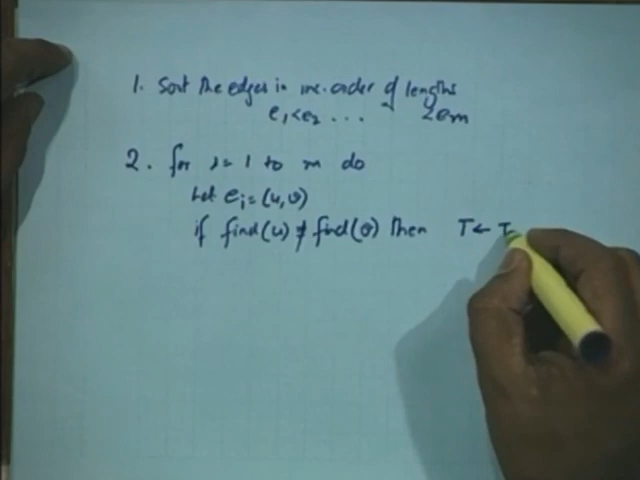 1. Sort the edges in inc. order of lengths
e₁<e₂ ... <em
2. for i=1 to m do
Let ei=(u,v)
if find(u)≠find(v) then T←T